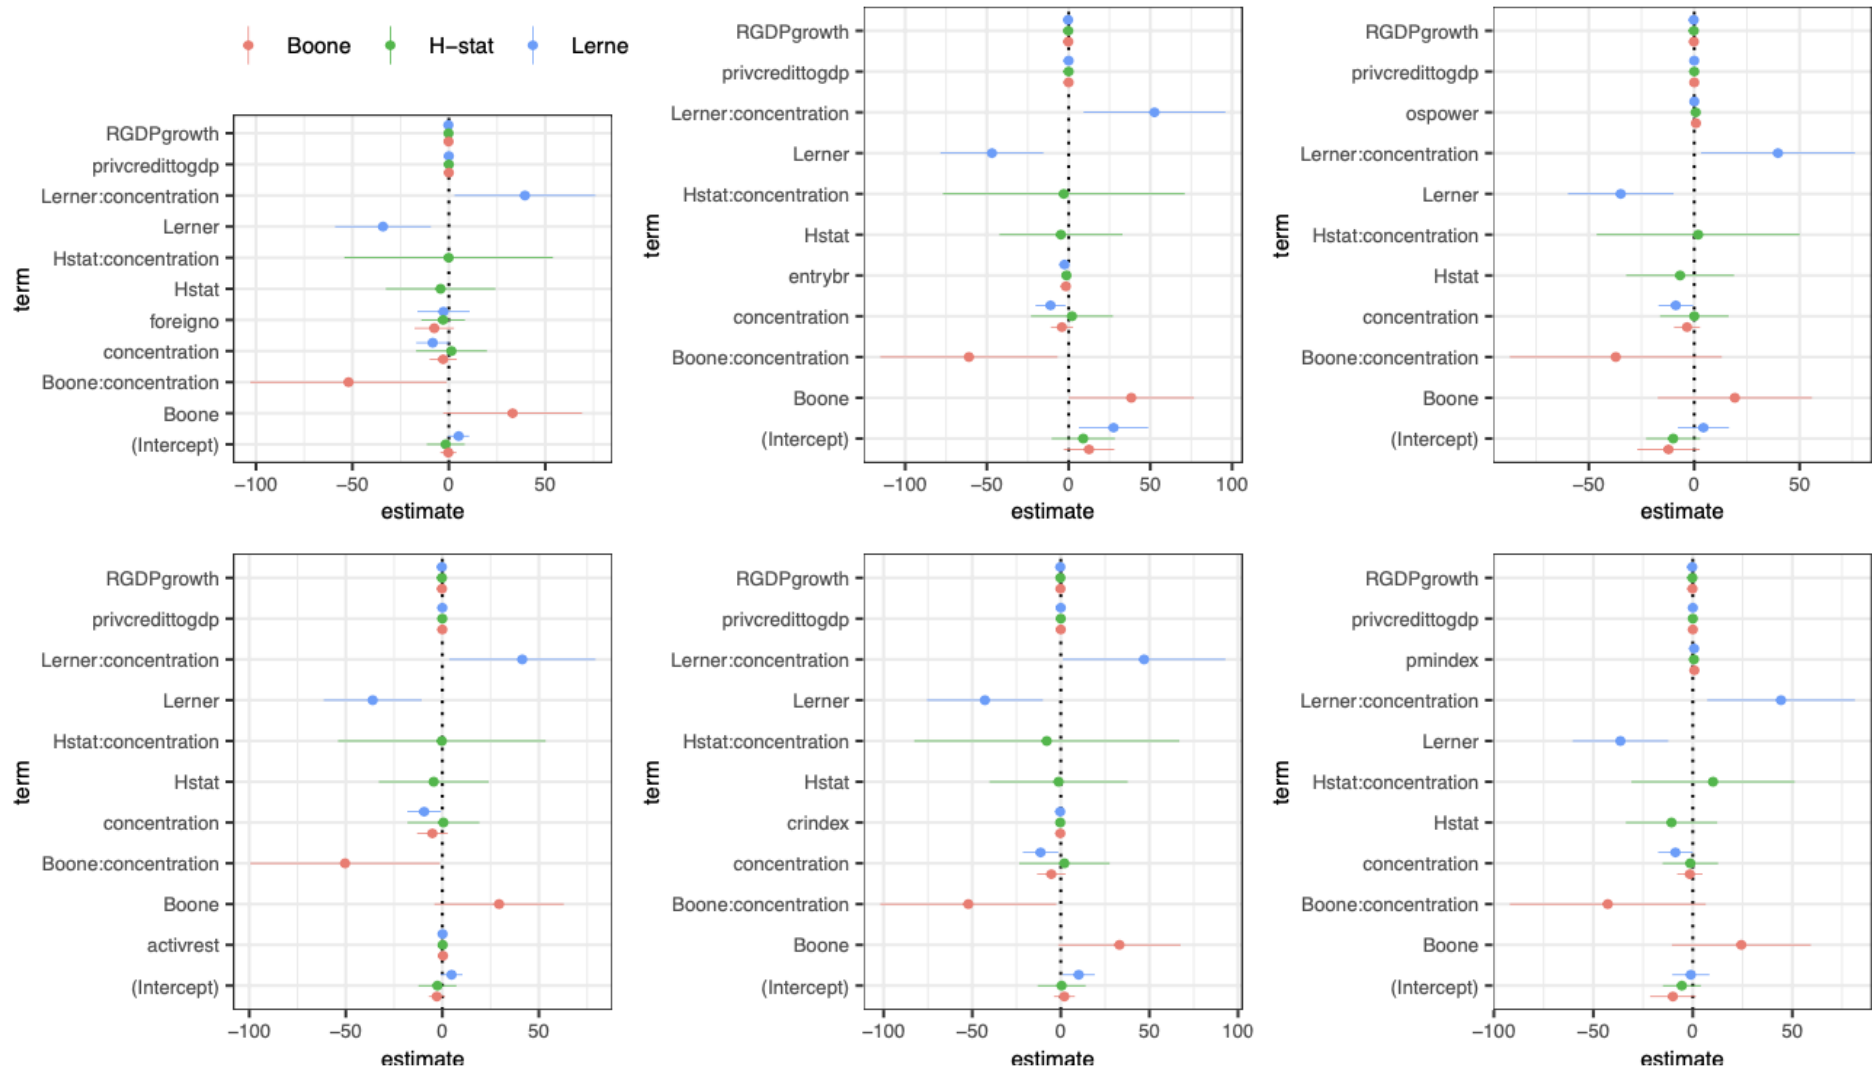 Boone H−stat Lerne
RGDPgrowth
privcredittogdp
Lerner:concentration
Lerner
Hstat:concentration
Hstat
foreigno
concentration
Boone:concentration
Boone
(Intercept)
term
−100 −50 0 50
estimate
RGDPgrowth
privcredittogdp
Lerner:concentration
Lerner
Hstat:concentration
Hstat
entrybr
concentration
Boone:concentration
Boone
(Intercept)
term
−100 −50 0 50 100
estimate
RGDPgrowth
privcredittogdp
ospower
Lerner:concentration
Lerner
Hstat:concentration
Hstat
concentration
Boone:concentration
Boone
(Intercept)
term
−50 0 50
estimate
RGDPgrowth
privcredittogdp
Lerner:concentration
Lerner
Hstat:concentration
Hstat
concentration
Boone:concentration
Boone
activrest
(Intercept)
term
−100 −50 0 50
estimate
RGDPgrowth
privcredittogdp
Lerner:concentration
Lerner
Hstat:concentration
Hstat
crindex
concentration
Boone:concentration
Boone
(Intercept)
term
−100 −50 0 50 100
estimate
RGDPgrowth
privcredittogdp
pmindex
Lerner:concentration
Lerner
Hstat:concentration
Hstat
concentration
Boone:concentration
Boone
(Intercept)
term
−100 −50 0 50
estimate